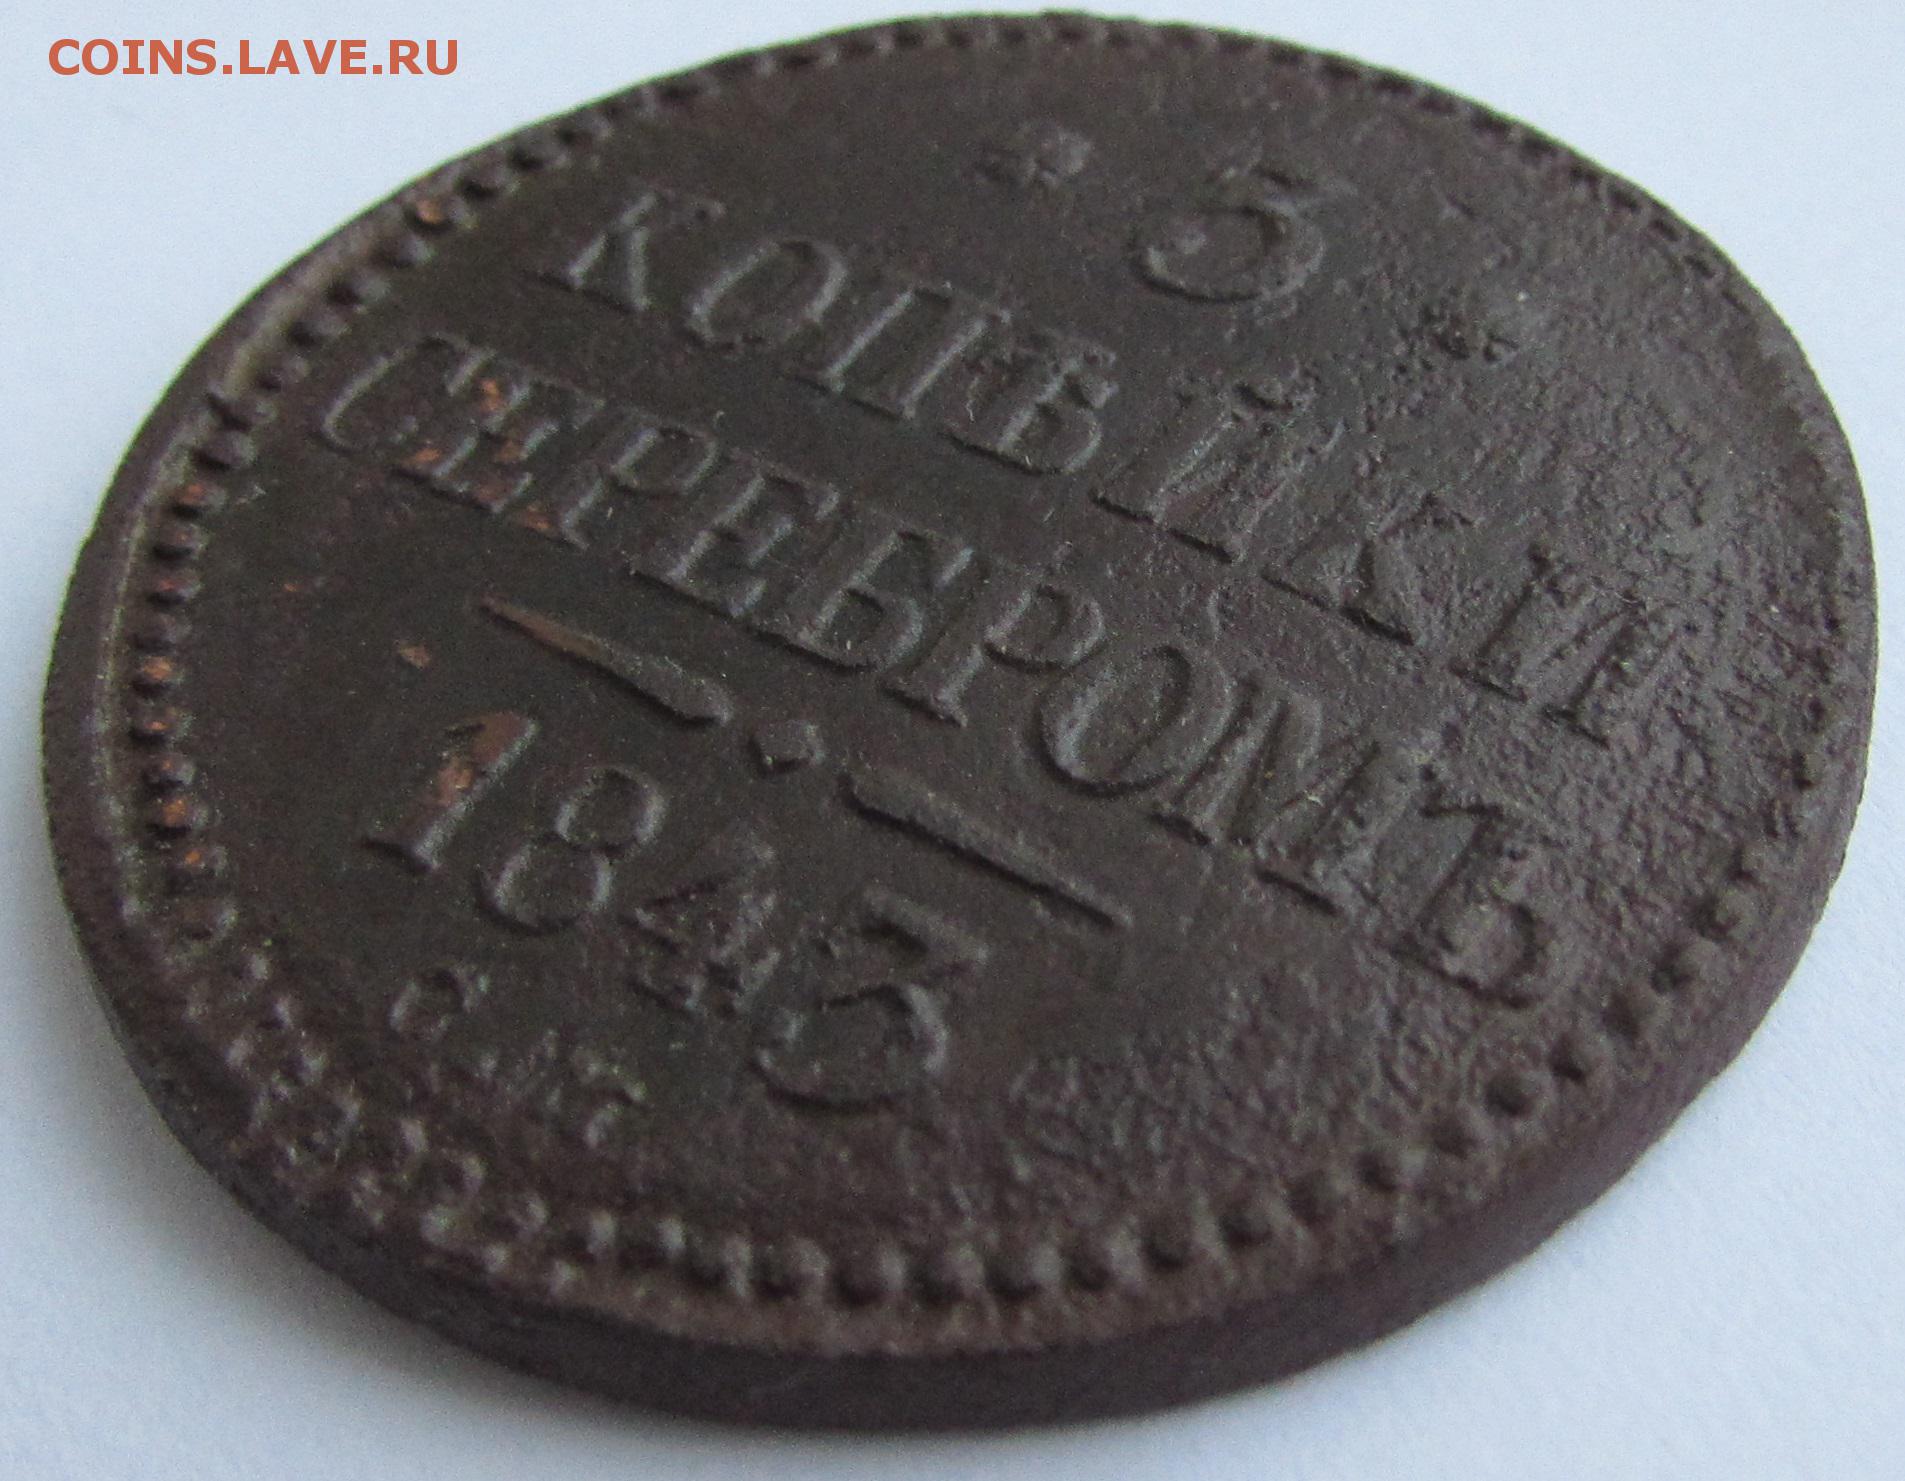 COINS.LAVE.RU
* 3 *
КОПѢЙКИ
СЕРЕБРОМЪ
1843